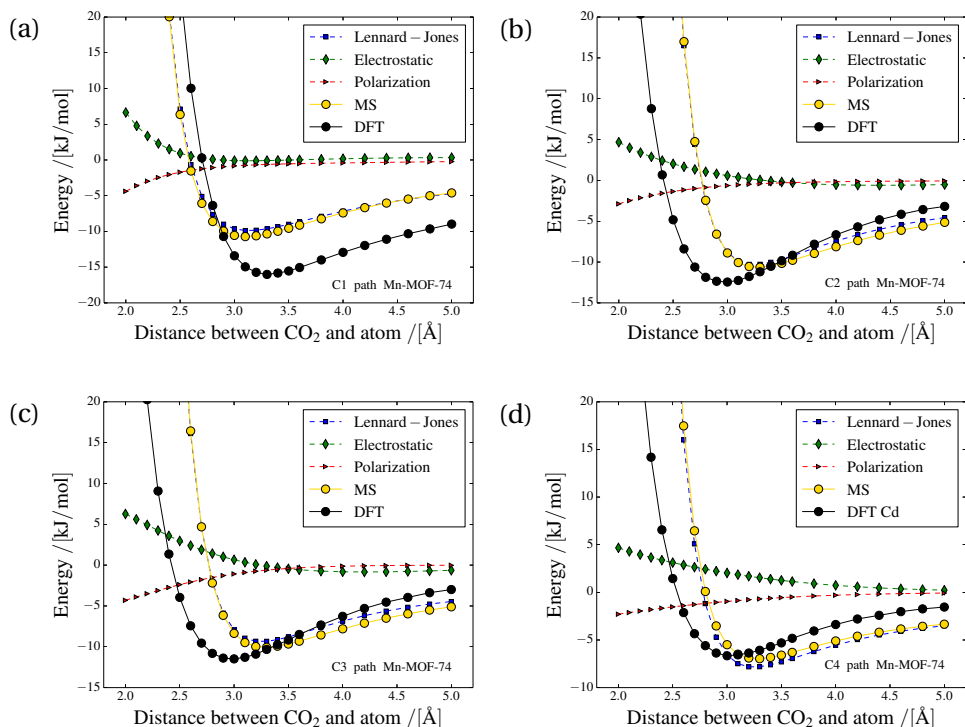 (a)
20
15
10
5
0
−5
−10
−15
−20
Energy /[kJ/mol]
Lennard − Jones
Electrostatic
Polarization
MS
DFT
C1 path Mn-MOF-74
2.0 2.5 3.0 3.5 4.0 4.5 5.0
Distance between CO₂ and atom /[Å]
(b)
20
15
10
5
0
−5
−10
−15
Energy /[kJ/mol]
Lennard − Jones
Electrostatic
Polarization
MS
DFT
C2 path Mn-MOF-74
2.0 2.5 3.0 3.5 4.0 4.5 5.0
Distance between CO₂ and atom /[Å]
(c)
20
15
10
5
0
−5
−10
−15
Energy /[kJ/mol]
Lennard − Jones
Electrostatic
Polarization
MS
DFT
C3 path Mn-MOF-74
2.0 2.5 3.0 3.5 4.0 4.5 5.0
Distance between CO₂ and atom /[Å]
(d)
20
15
10
5
0
−5
−10
Energy /[kJ/mol]
Lennard − Jones
Electrostatic
Polarization
MS
DFT Cd
C4 path Mn-MOF-74
2.0 2.5 3.0 3.5 4.0 4.5 5.0
Distance between CO₂ and atom /[Å]